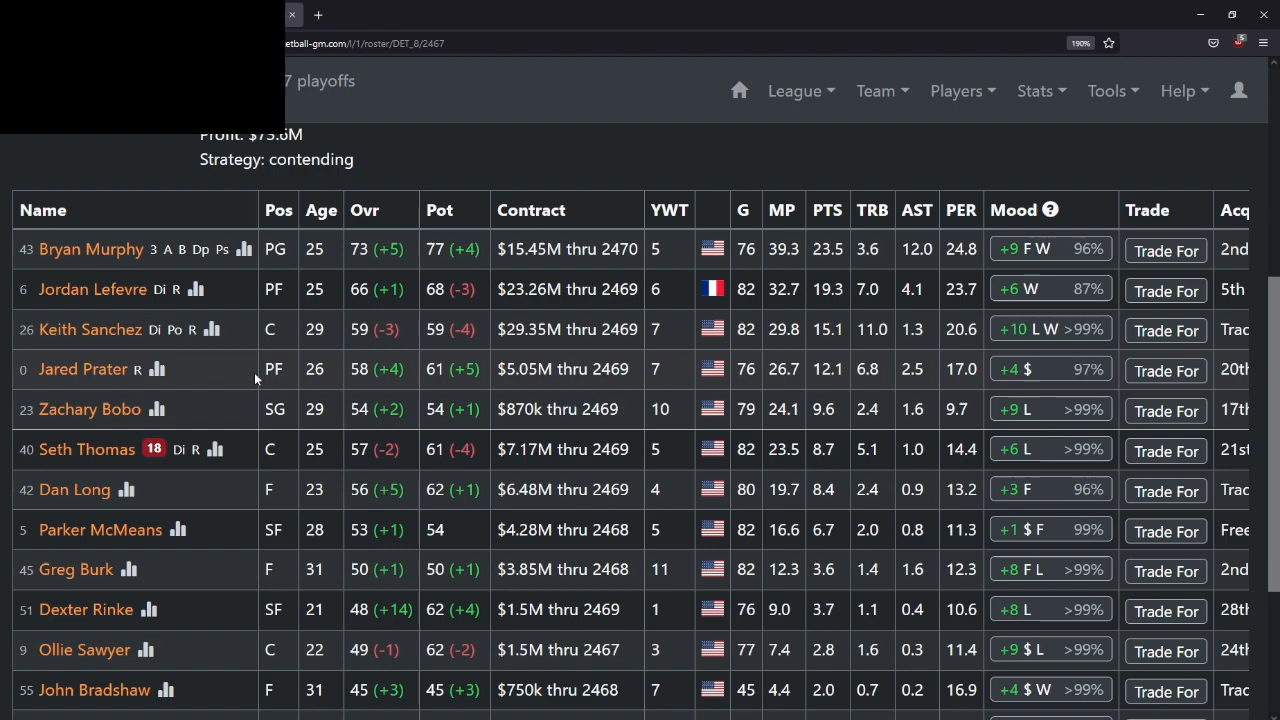 etball-gm.com/l/1/roster/DET_8/2467 190% 5
7 playoffs
League Team Players Stats Tools Help
Profit: $73.6M
Strategy: contending
Name Pos Age Ovr Pot Contract YWT G MP PTS TRB AST PER Mood ? Trade Acq
43 Bryan Murphy 3 A B Dp Ps PG 25 73 (+5) 77 (+4) $15.45M thru 2470 5 76 39.3 23.5 3.6 12.0 24.8 +9 F W 96% Trade For 2nd
6 Jordan Lefevre Di R PF 25 66 (+1) 68 (-3) $23.26M thru 2469 6 82 32.7 19.3 7.0 4.1 23.7 +6 W 87% Trade For 5th
26 Keith Sanchez Di Po R C 29 59 (-3) 59 (-4) $29.35M thru 2469 7 82 29.8 15.1 11.0 1.3 20.6 +10 L W >99% Trade For Trac
0 Jared Prater R PF 26 58 (+4) 61 (+5) $5.05M thru 2469 7 76 26.7 12.1 6.8 2.5 17.0 +4 $ 97% Trade For 20th
23 Zachary Bobo SG 29 54 (+2) 54 (+1) $870k thru 2469 10 79 24.1 9.6 2.4 1.6 9.7 +9 L >99% Trade For 17th
40 Seth Thomas 18 Di R C 25 57 (-2) 61 (-4) $7.17M thru 2469 5 82 23.5 8.7 5.1 1.0 14.4 +6 L >99% Trade For 21st
42 Dan Long F 23 56 (+5) 62 (+1) $6.48M thru 2469 4 80 19.7 8.4 2.4 0.9 13.2 +3 F 96% Trade For Trac
5 Parker McMeans SF 28 53 (+1) 54 $4.28M thru 2468 5 82 16.6 6.7 2.0 0.8 11.3 +1 $ F 99% Trade For Free
45 Greg Burk F 31 50 (+1) 50 (+1) $3.85M thru 2468 11 82 12.3 3.6 1.4 1.6 12.3 +8 F L >99% Trade For 2nd
51 Dexter Rinke SF 21 48 (+14) 62 (+4) $1.5M thru 2469 1 76 9.0 3.7 1.1 0.4 10.6 +8 L >99% Trade For 28th
9 Ollie Sawyer C 22 49 (-1) 62 (-2) $1.5M thru 2467 3 77 7.4 2.8 1.6 0.3 11.4 +9 $ L >99% Trade For 24th
55 John Bradshaw F 31 45 (+3) 45 (+3) $750k thru 2468 7 45 4.4 2.0 0.7 0.2 16.9 +4 $ W >99% Trade For Trac